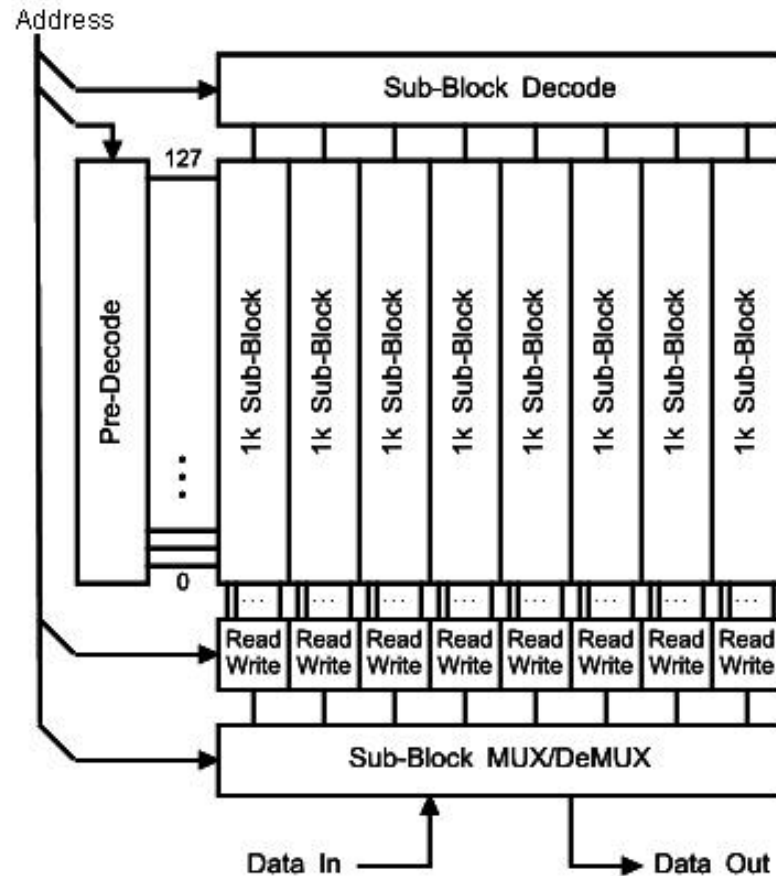 Address
Sub-Block Decode
127
Pre-Decode
1k Sub-Block
1k Sub-Block
1k Sub-Block
1k Sub-Block
1k Sub-Block
1k Sub-Block
1k Sub-Block
1k Sub-Block
0
Read Read Read Read Read Read Read Read
Write Write Write Write Write Write Write Write
Sub-Block MUX/DeMUX
Data In
Data Out